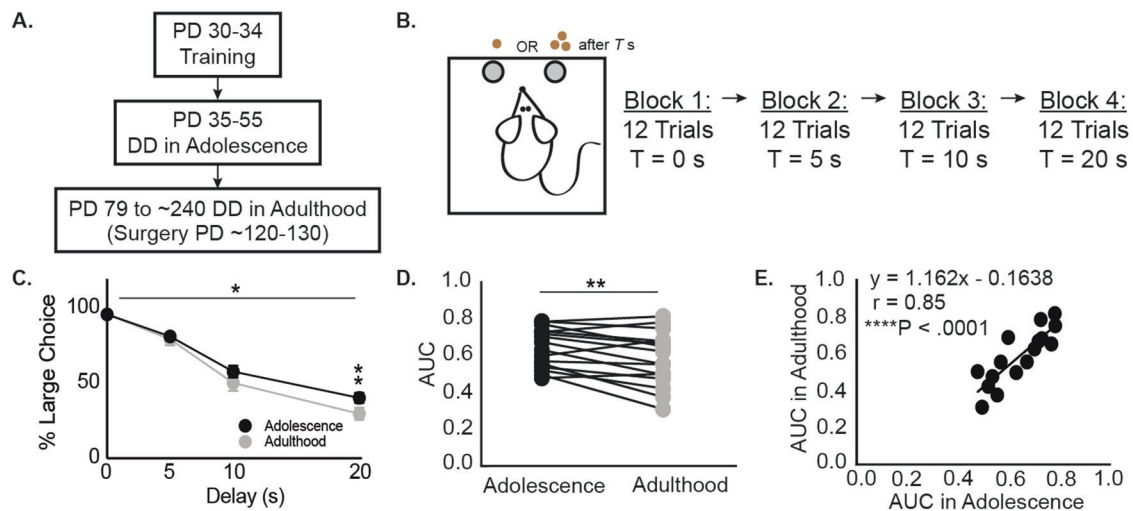 A.
PD 30-34
Training
PD 35-55
DD in Adolescence
PD 79 to ~240 DD in Adulthood
(Surgery PD ~120-130)
B.
OR after T s
Block 1: Block 2: Block 3: Block 4:
12 Trials 12 Trials 12 Trials 12 Trials
T = 0 s T = 5 s T = 10 s T = 20 s
C.
% Large Choice
100
50
0
*
**
Adolescence
Adulthood
0 5 10 20
Delay (s)
D.
AUC
1.0
0.8
0.6
0.4
0.2
0.0
**
Adolescence Adulthood
E.
AUC in Adulthood
1.0
0.8
0.6
0.4
0.2
0.0
y = 1.162x - 0.1638
r = 0.85
****P < .0001
0.0 0.2 0.4 0.6 0.8 1.0
AUC in Adolescence